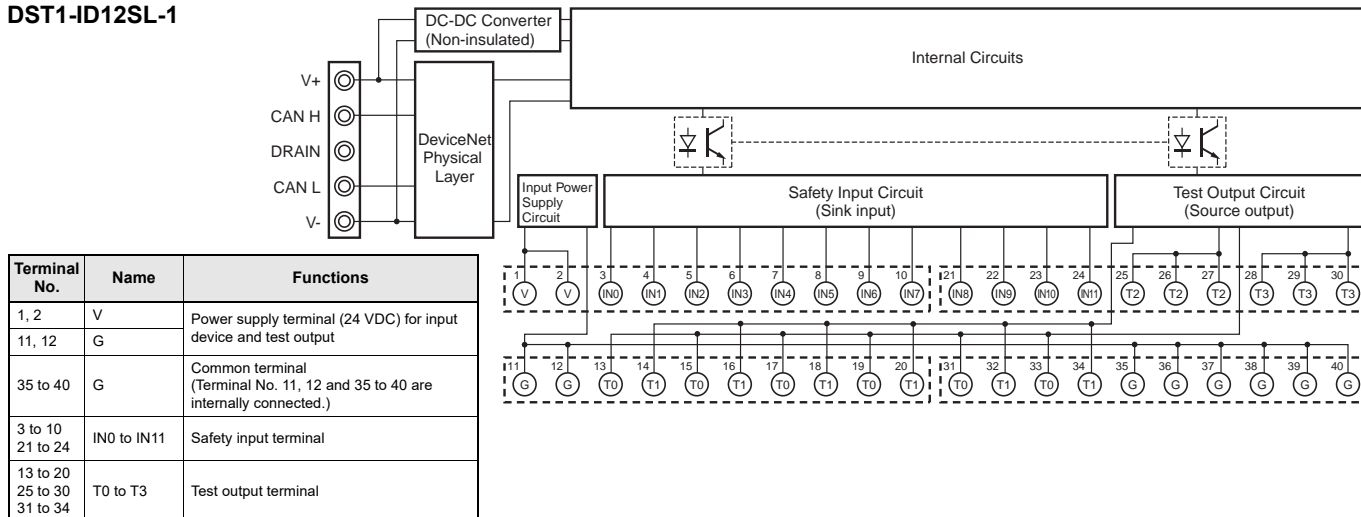 DST1-ID12SL-1
DC-DC Converter
(Non-insulated)
Internal Circuits
V+
CAN H
DRAIN
CAN L
V-
DeviceNet
Physical
Layer
Input Power
Supply
Circuit
Safety Input Circuit
(Sink input)
Test Output Circuit
(Source output)
1 2 3 4 5 6 7 8 9 10 21 22 23 24 25 26 27 28 29 30
V V IN0 IN1 IN2 IN3 IN4 IN5 IN6 IN7 IN8 IN9 IN10 IN11 T2 T2 T2 T3 T3 T3
11 12 13 14 15 16 17 18 19 20 31 32 33 34 35 36 37 38 39 40
G G T0 T1 T0 T1 T0 T1 T0 T1 T0 T1 T0 T1 G G G G G G
Terminal No. Name Functions
1, 2 V Power supply terminal (24 VDC) for input
device and test output
11, 12 G
35 to 40 G Common terminal
(Terminal No. 11, 12 and 35 to 40 are
internally connected.)
3 to 10
21 to 24 IN0 to IN11 Safety input terminal
13 to 20
25 to 30 T0 to T3 Test output terminal
31 to 34